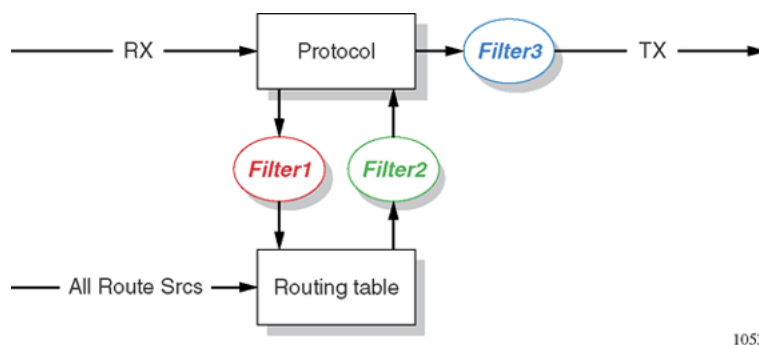 RX
Protocol
Filter3
TX
Filter1
Filter2
All Route Srcs
Routing table